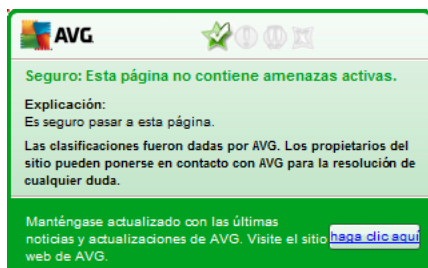 AVG
Seguro: Esta página no contiene amenazas activas.
Explicación:
Es seguro pasar a esta página.
Las clasificaciones fueron dadas por AVG. Los propietarios del
sitio pueden ponerse en contacto con AVG para la resolución de
cualquier duda.
Manténgase actualizado con las últimas
noticias y actualizaciones de AVG. Visite el sitio haga clic aquí
web de AVG.